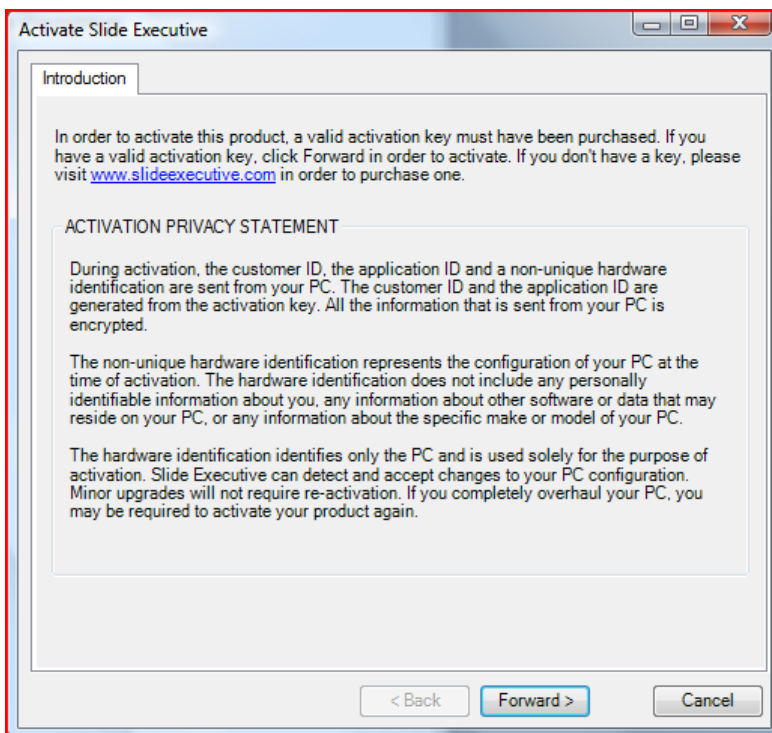 Activate Slide Executive
Introduction
In order to activate this product, a valid activation key must have been purchased. If you
have a valid activation key, click Forward in order to activate. If you don't have a key, please
visit www.slideexecutive.com in order to purchase one.
ACTIVATION PRIVACY STATEMENT
During activation, the customer ID, the application ID and a non-unique hardware
identification are sent from your PC. The customer ID and the application ID are
generated from the activation key. All the information that is sent from your PC is
encrypted.
The non-unique hardware identification represents the configuration of your PC at the
time of activation. The hardware identification does not include any personally
identifiable information about you, any information about other software or data that may
reside on your PC, or any information about the specific make or model of your PC.
The hardware identification identifies only the PC and is used solely for the purpose of
activation. Slide Executive can detect and accept changes to your PC configuration.
Minor upgrades will not require re-activation. If you completely overhaul your PC, you
may be required to activate your product again.
< Back Forward > Cancel